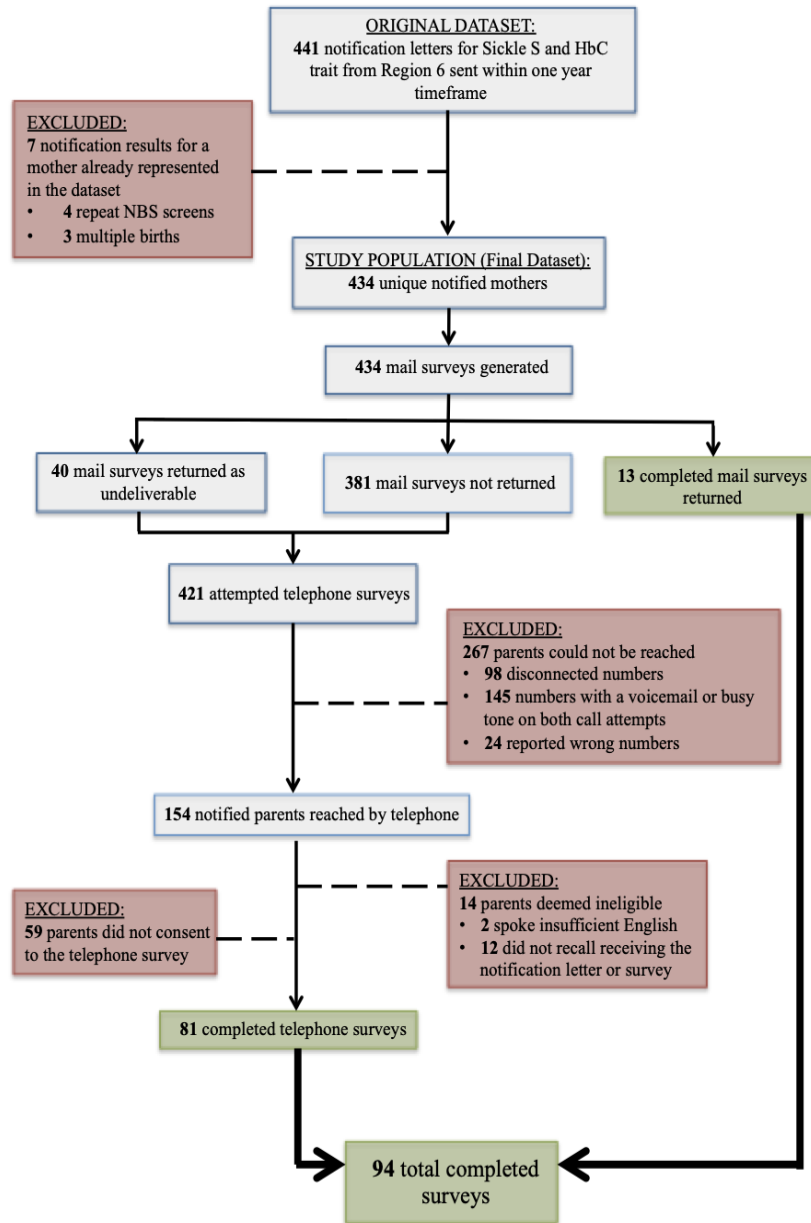 ORIGINAL DATASET:
441 notification letters for Sickle S and HbC
trait from Region 6 sent within one year
timeframe
EXCLUDED:
7 notification results for a
mother already represented
in the dataset
• 4 repeat NBS screens
• 3 multiple births
STUDY POPULATION (Final Dataset):
434 unique notified mothers
434 mail surveys generated
40 mail surveys returned as
undeliverable
381 mail surveys not returned
13 completed mail surveys
returned
421 attempted telephone surveys
EXCLUDED:
267 parents could not be reached
• 98 disconnected numbers
• 145 numbers with a voicemail or busy
tone on both call attempts
• 24 reported wrong numbers
154 notified parents reached by telephone
EXCLUDED:
14 parents deemed ineligible
• 2 spoke insufficient English
• 12 did not recall receiving the
notification letter or survey
EXCLUDED:
59 parents did not consent
to the telephone survey
81 completed telephone surveys
94 total completed
surveys